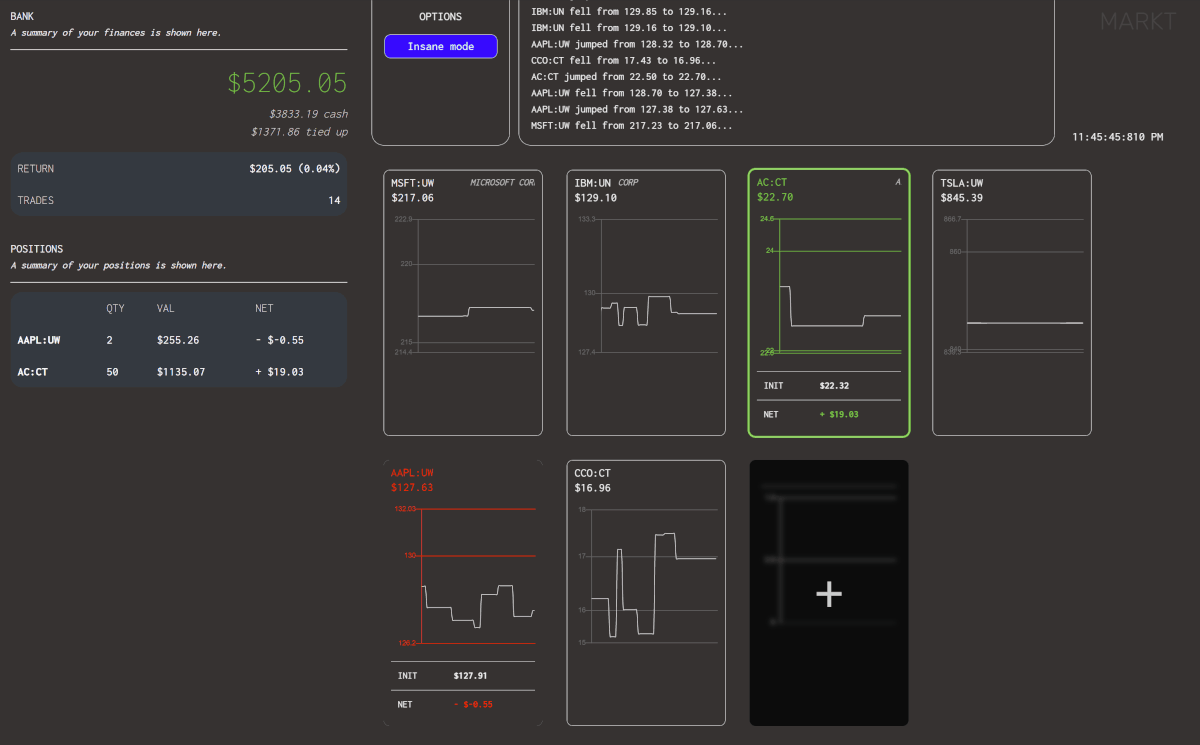 BANK
A summary of your finances is shown here.
$5205.05
$3833.19 cash
$1371.86 tied up
RETURN $205.05 (0.04%)
TRADES 14
POSITIONS
A summary of your positions is shown here.
QTY VAL NET
AAPL:UW 2 $255.26 - $-0.55
AC:CT 50 $1135.07 + $19.03
OPTIONS
Insane mode
IBM:UN fell from 129.85 to 129.16...
IBM:UN fell from 129.16 to 129.10...
AAPL:UW jumped from 128.32 to 128.70...
CCO:CT fell from 17.43 to 16.96...
AC:CT jumped from 22.50 to 22.70...
AAPL:UW fell from 128.70 to 127.38...
AAPL:UW jumped from 127.38 to 127.63...
MSFT:UW fell from 217.23 to 217.06...
MARKT
11:45:45:810 PM
MSFT:UW MICROSOFT COR
$217.06
222.9
220
215
214.4
IBM:UN CORP
$129.10
133.3
130
127.4
AC:CT A
$22.70
24.6
24
22
INIT $22.32
NET + $19.03
TSLA:UW
$845.39
886.7
880
840
AAPL:UW
$127.63
132.03
130
126.2
INIT $127.91
NET - $-0.55
CCO:CT
$16.96
18
17
16
15
+